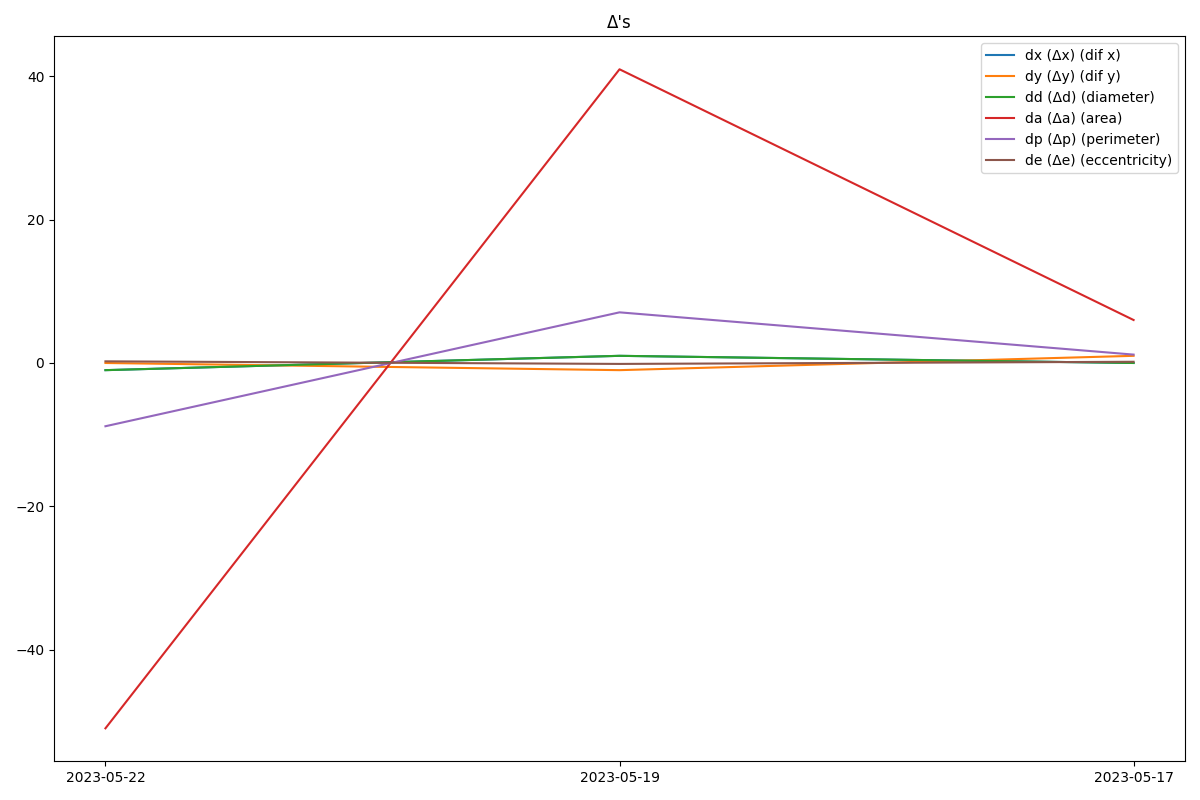 Δ's
dx (Δx) (dif x)
dy (Δy) (dif y)
dd (Δd) (diameter)
da (Δa) (area)
dp (Δp) (perimeter)
de (Δe) (eccentricity)
40
20
0
−20
−40
2023-05-22
2023-05-19
2023-05-17